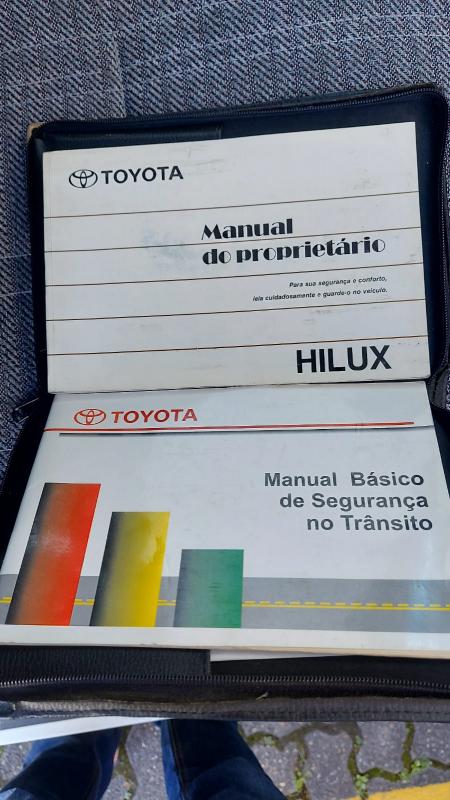 TOYOTA
Manual
do proprietário
Para sua segurança e conforto,
leia cuidadosamente e guarde-o no veículo.
HILUX
TOYOTA
Manual Básico
de Segurança
no Trânsito